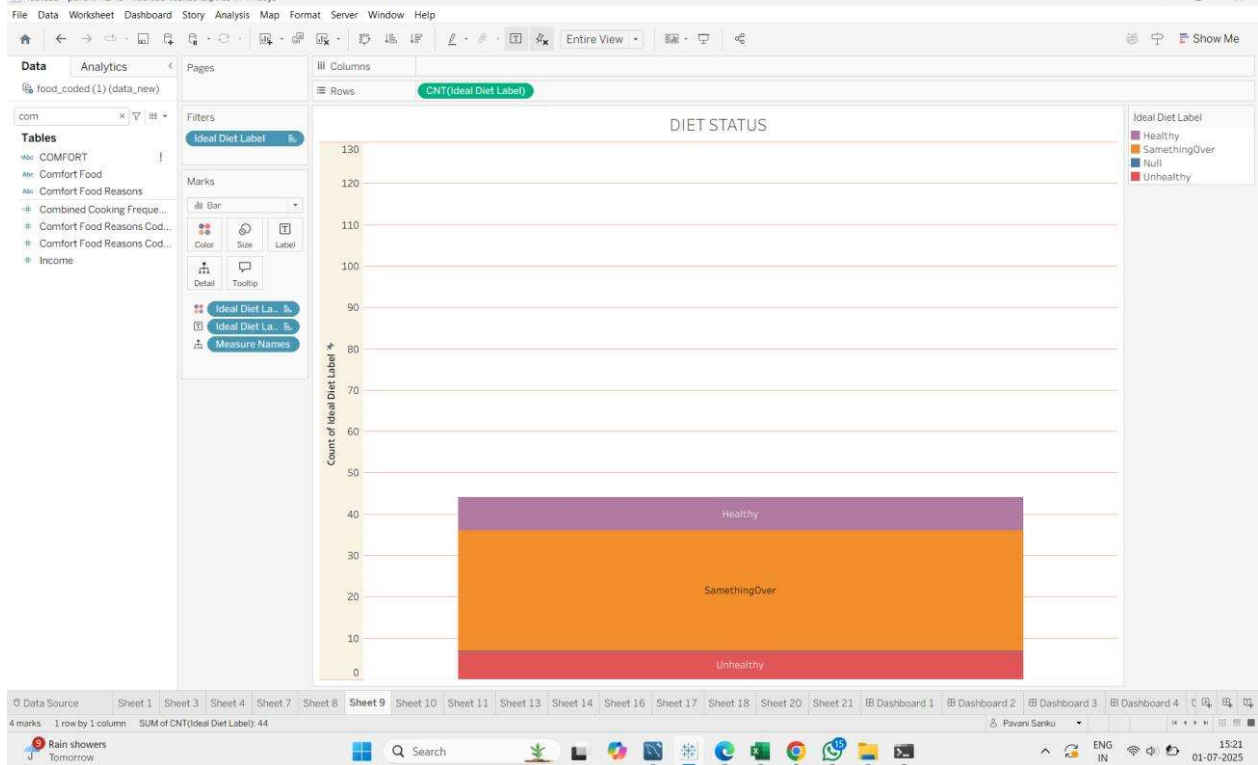 File Data Worksheet Dashboard Story Analysis Map Format Server Window Help
Entire View
Show Me
Data Analytics
food_coded (1) (data_new)
com
Tables
Abc COMFORT !
Abc Comfort Food
Abc Comfort Food Reasons
Combined Cooking Freque...
Comfort Food Reasons Cod...
Comfort Food Reasons Cod...
Income
Pages
Filters
Ideal Diet Label
Marks
Bar
Color Size Label
Detail Tooltip
Ideal Diet La..
Ideal Diet La..
Measure Names
Columns
Rows CNT(Ideal Diet Label)
DIET STATUS
Count of Ideal Diet Label
130
120
110
100
90
80
70
60
50
40
30
20
10
0
Healthy
SamethingOver
Unhealthy
Ideal Diet Label
Healthy
SamethingOver
Null
Unhealthy
Data Source Sheet 1 Sheet 3 Sheet 4 Sheet 7 Sheet 8 Sheet 9 Sheet 10 Sheet 11 Sheet 13 Sheet 14 Sheet 16 Sheet 17 Sheet 18 Sheet 20 Sheet 21 Dashboard 1 Dashboard 2 Dashboard 3 Dashboard 4
4 marks 1 row by 1 column SUM of CNT(Ideal Diet Label): 44 Pavani Sanku
9 Rain showers
Tomorrow
Search
15
ENG
IN
15:21
01-07-2025